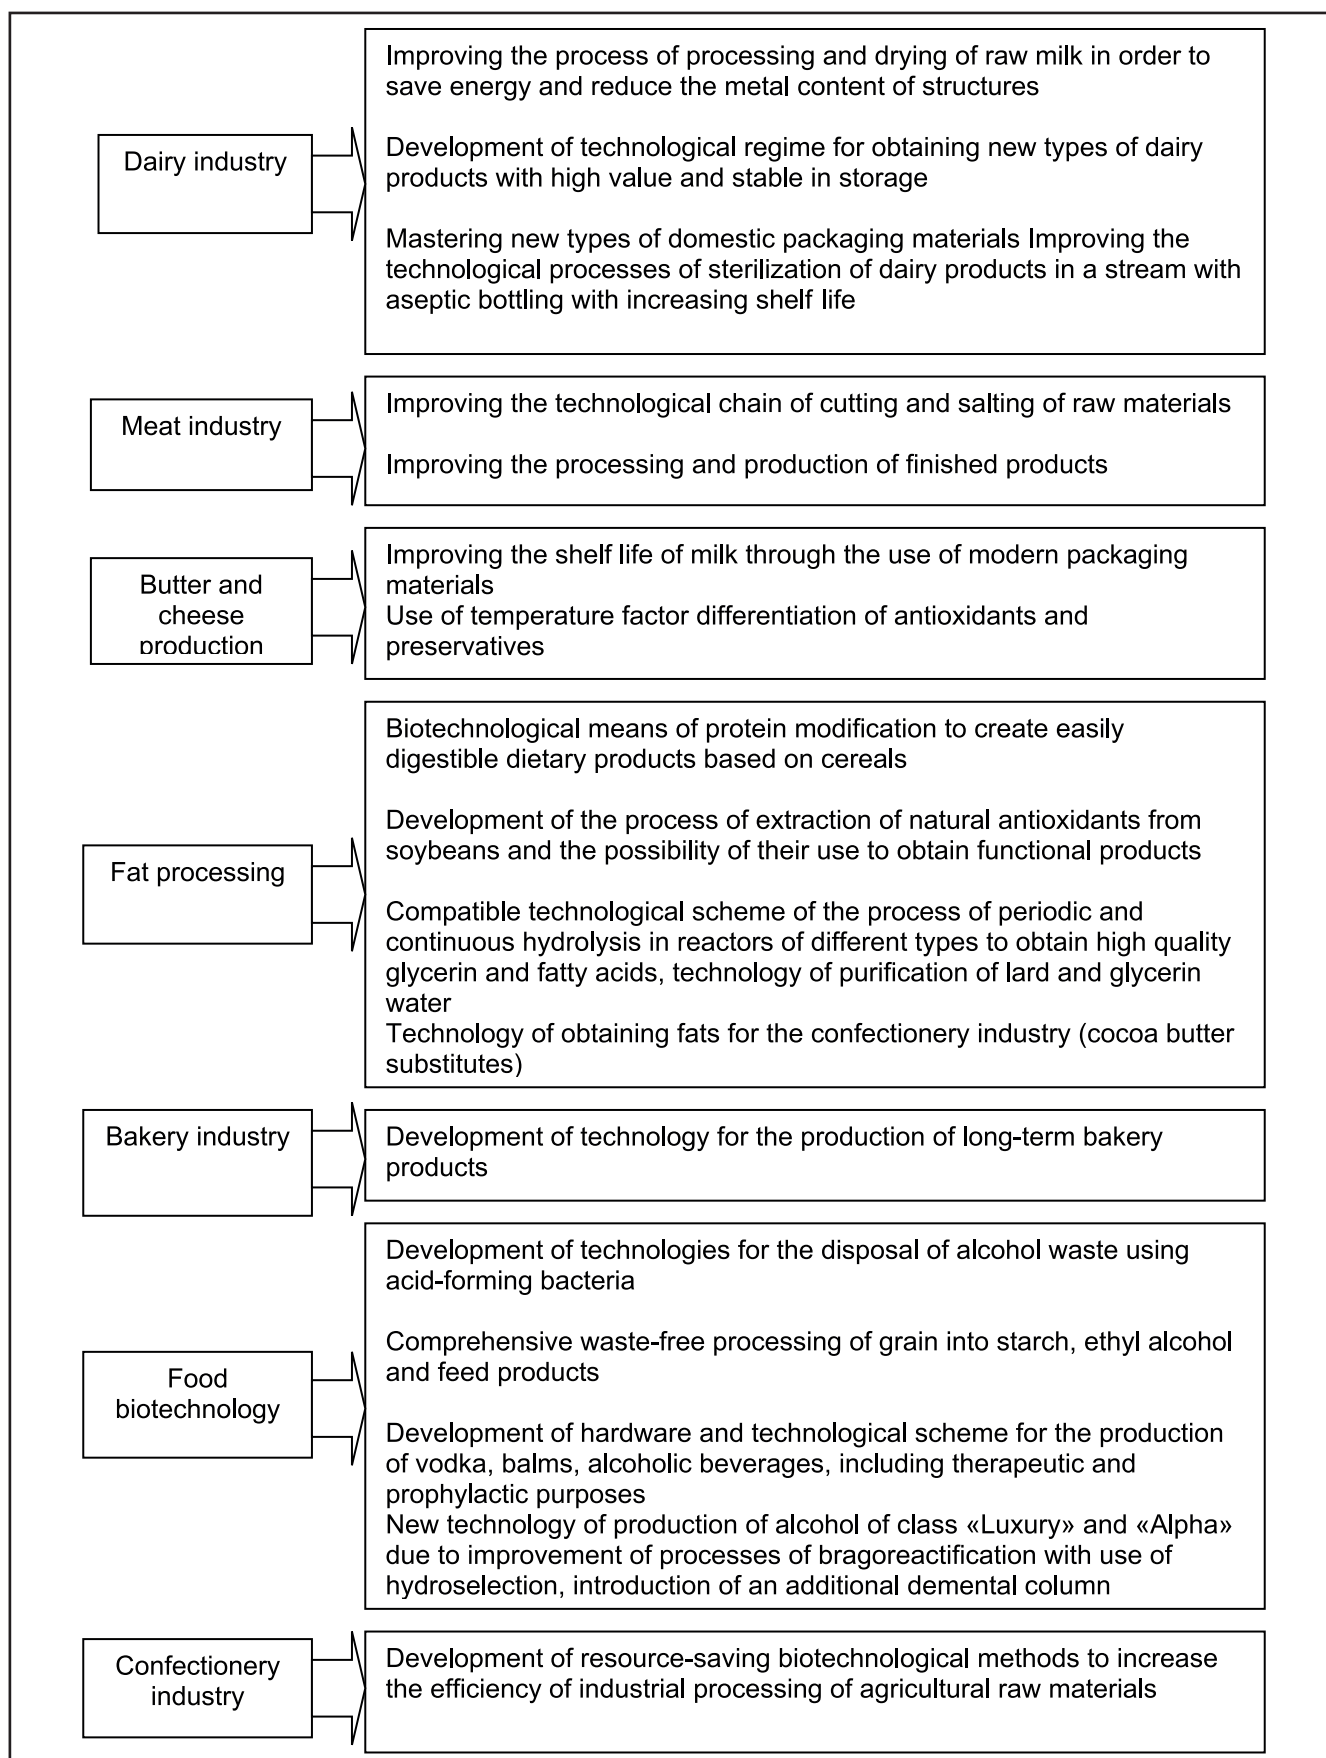 Improving the process of processing and drying of raw milk in order to
save energy and reduce the metal content of structures
Dairy industry
Development of technological regime for obtaining new types of dairy
products with high value and stable in storage
Mastering new types of domestic packaging materials Improving the
technological processes of sterilization of dairy products in a stream with
aseptic bottling with increasing shelf life
Meat industry
Improving the technological chain of cutting and salting of raw materials
Improving the processing and production of finished products
Butter and
cheese
production
Improving the shelf life of milk through the use of modern packaging
materials
Use of temperature factor differentiation of antioxidants and
preservatives
Fat processing
Biotechnological means of protein modification to create easily
digestible dietary products based on cereals
Development of the process of extraction of natural antioxidants from
soybeans and the possibility of their use to obtain functional products
Compatible technological scheme of the process of periodic and
continuous hydrolysis in reactors of different types to obtain high quality
glycerin and fatty acids, technology of purification of lard and glycerin
water
Technology of obtaining fats for the confectionery industry (cocoa butter
substitutes)
Bakery industry
Development of technology for the production of long-term bakery
products
Food
biotechnology
Development of technologies for the disposal of alcohol waste using
acid-forming bacteria
Comprehensive waste-free processing of grain into starch, ethyl alcohol
and feed products
Development of hardware and technological scheme for the production
of vodka, balms, alcoholic beverages, including therapeutic and
prophylactic purposes
New technology of production of alcohol of class «Luxury» and «Alpha»
due to improvement of processes of bragoreactification with use of
hydroselection, introduction of an additional demental column
Confectionery
industry
Development of resource-saving biotechnological methods to increase
the efficiency of industrial processing of agricultural raw materials